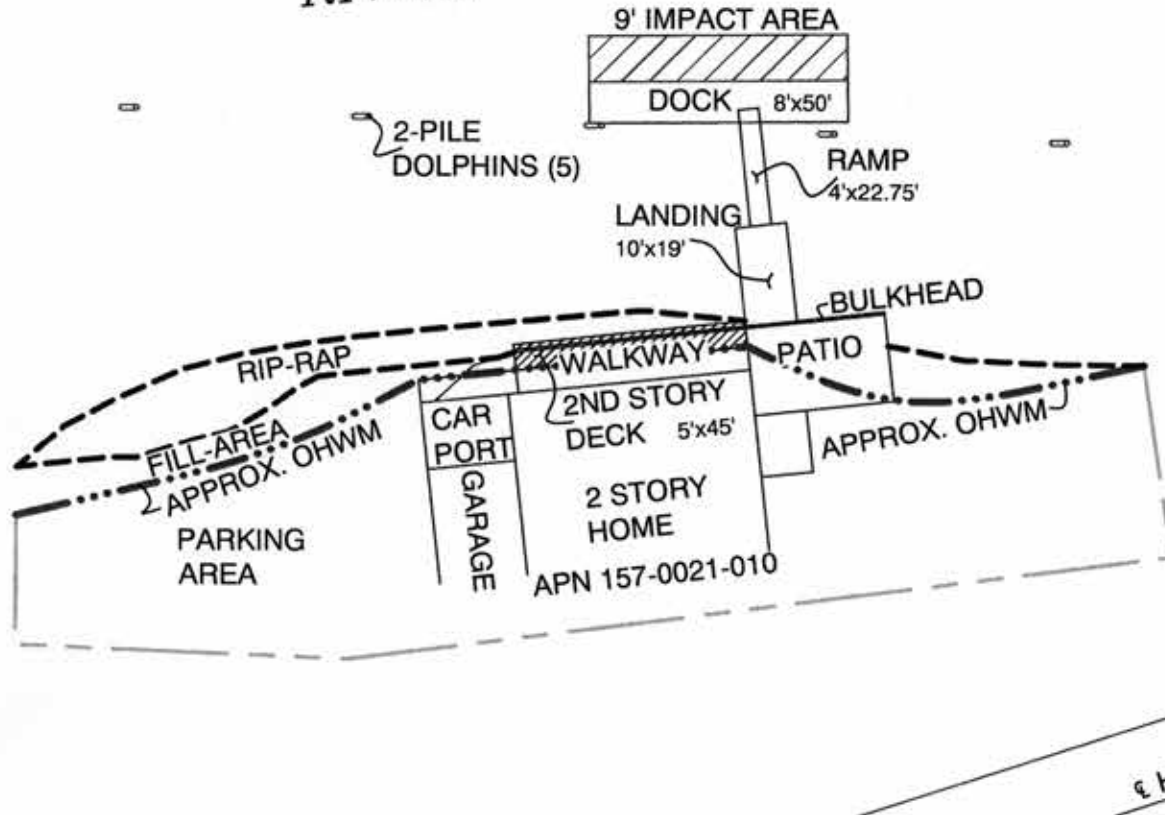 9' IMPACT AREA
DOCK 8'x50'
2-PILE
DOLPHINS (5)
RAMP
4'x22.75'
LANDING
10'x19'
BULKHEAD
RIP-RAP
WALKWAY
PATIO
FILL-AREA
APPROX. OHWM
CAR
PORT
2ND STORY
DECK 5'x45'
APPROX. OHWM
GARAGE
2 STORY
HOME
PARKING
AREA
APN 157-0021-010